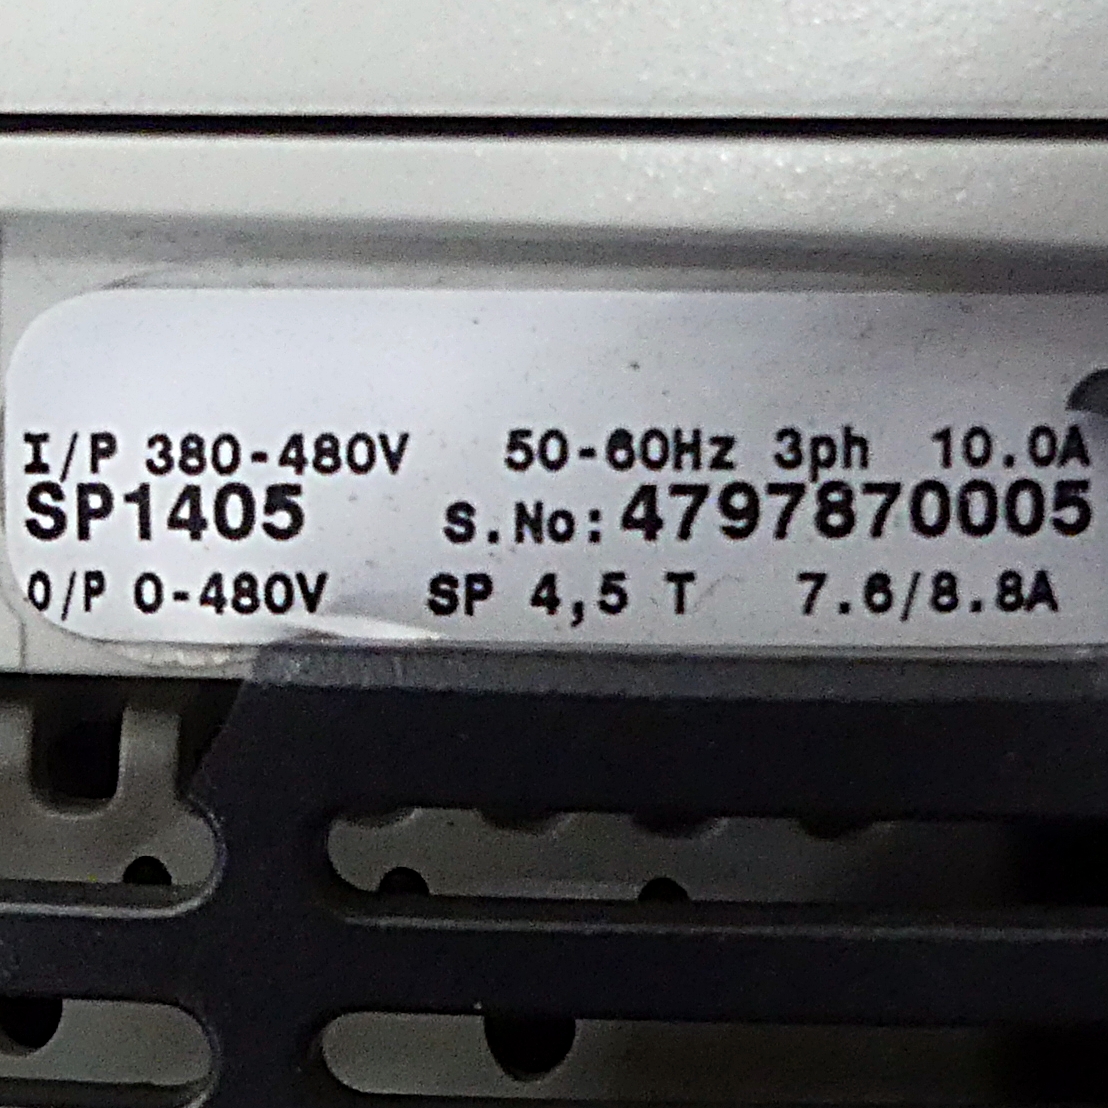 I/P 380-480V 50-60Hz 3ph 10.0A
SP1405 S.No:4797870005
O/P 0-480V SP 4,5 T 7.6/8.8A